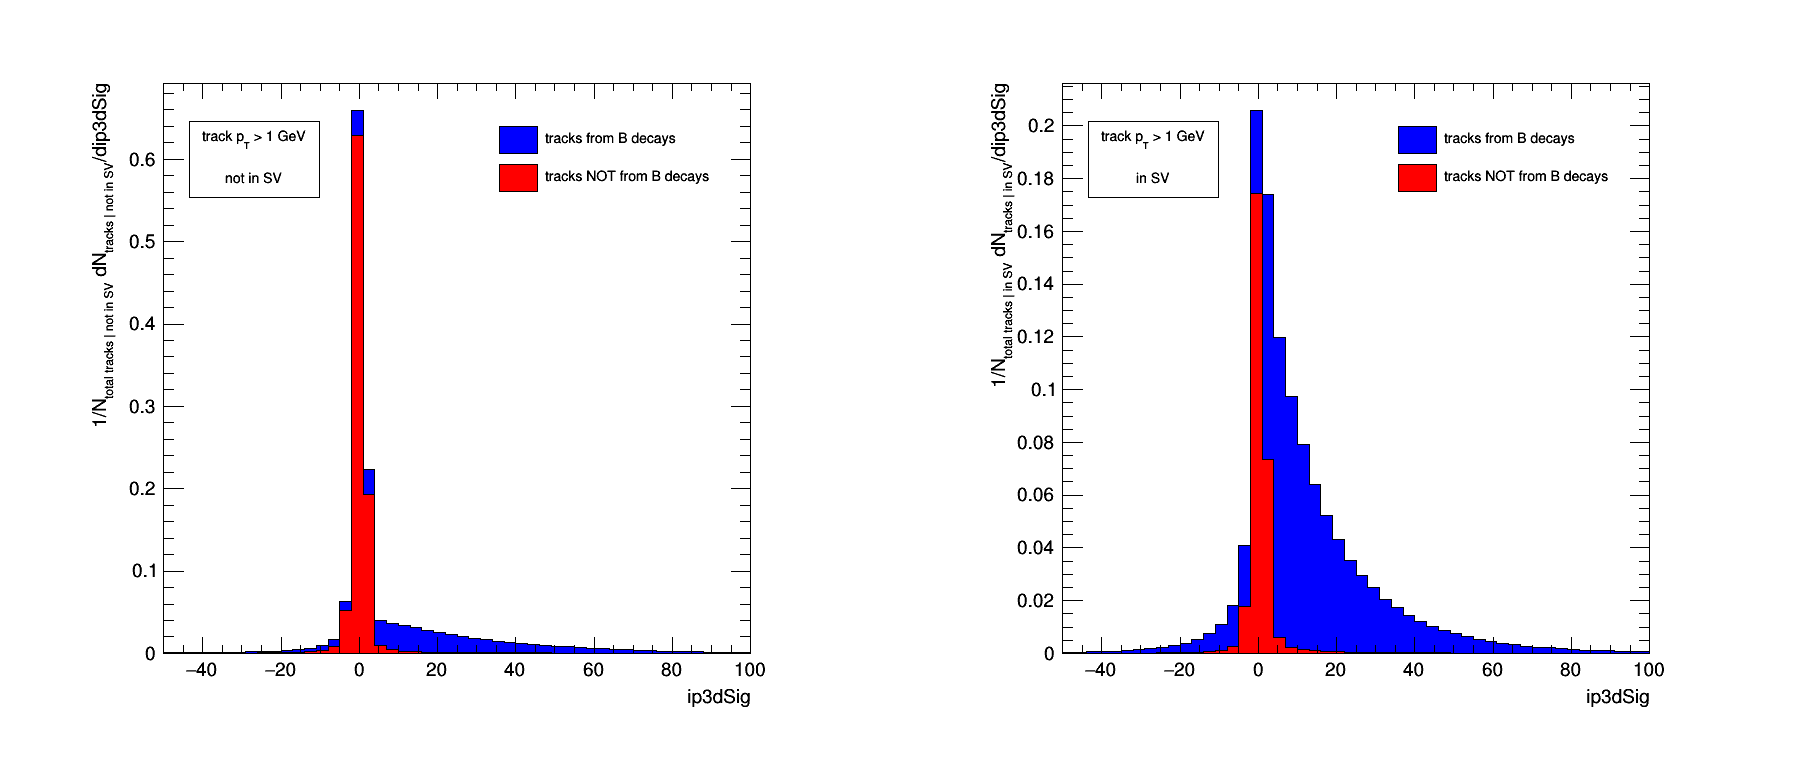 1/N_total tracks | not in SV dN_tracks | not in SV/dip3dSig
track p_T > 1 GeV
not in SV
tracks from B decays
tracks NOT from B decays
0.6
0.5
0.4
0.3
0.2
0.1
0
−40 −20 0 20 40 60 80 100
ip3dSig
1/N_total tracks | in SV dN_tracks | in SV/dip3dSig
track p_T > 1 GeV
in SV
tracks from B decays
tracks NOT from B decays
0.2
0.18
0.16
0.14
0.12
0.1
0.08
0.06
0.04
0.02
0
−40 −20 0 20 40 60 80 100
ip3dSig